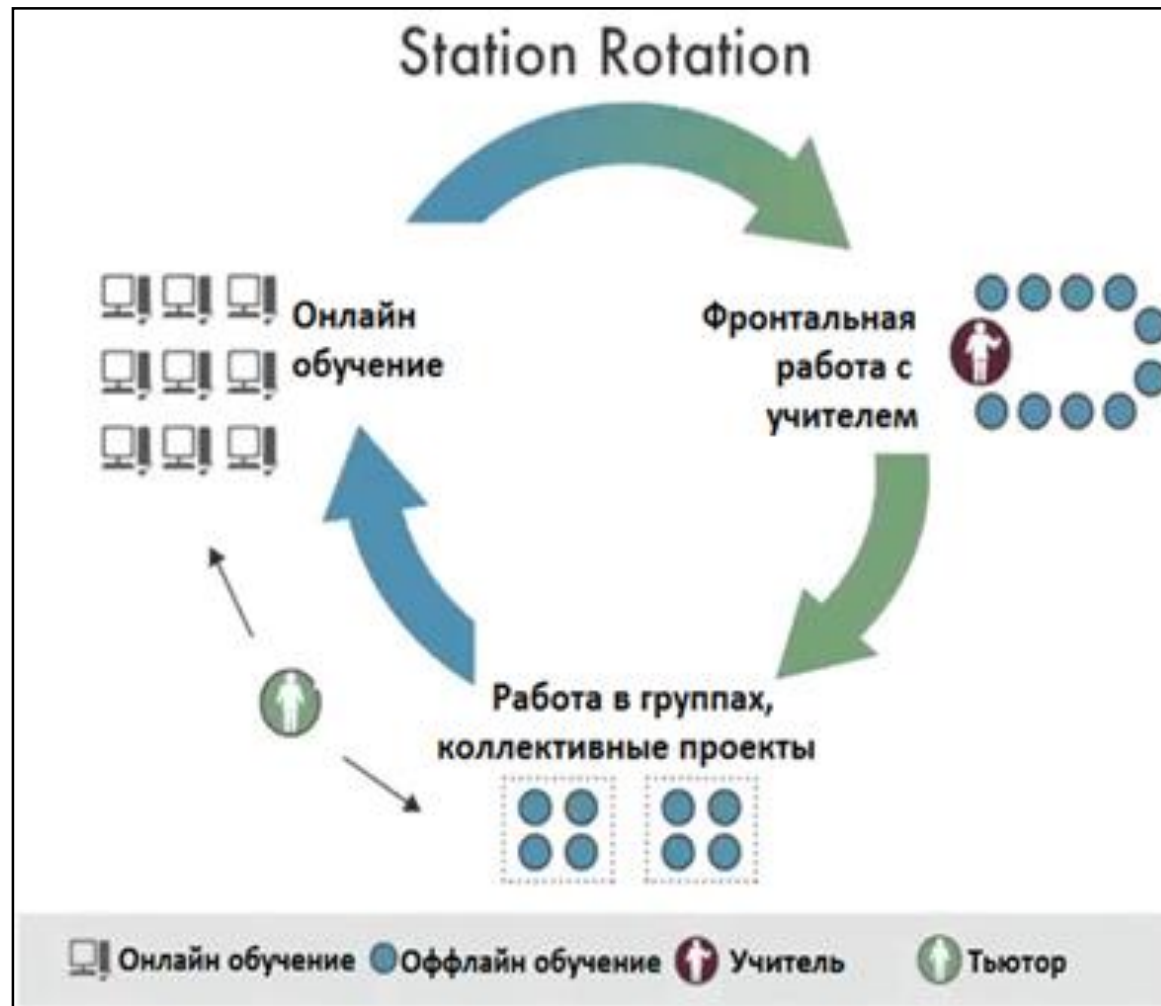 Station Rotation
Онлайн
обучение
Фронтальная
работа с
учителем
Работа в группах,
коллективные проекты
Онлайн обучение
Оффлайн обучение
Учитель
Тьютор